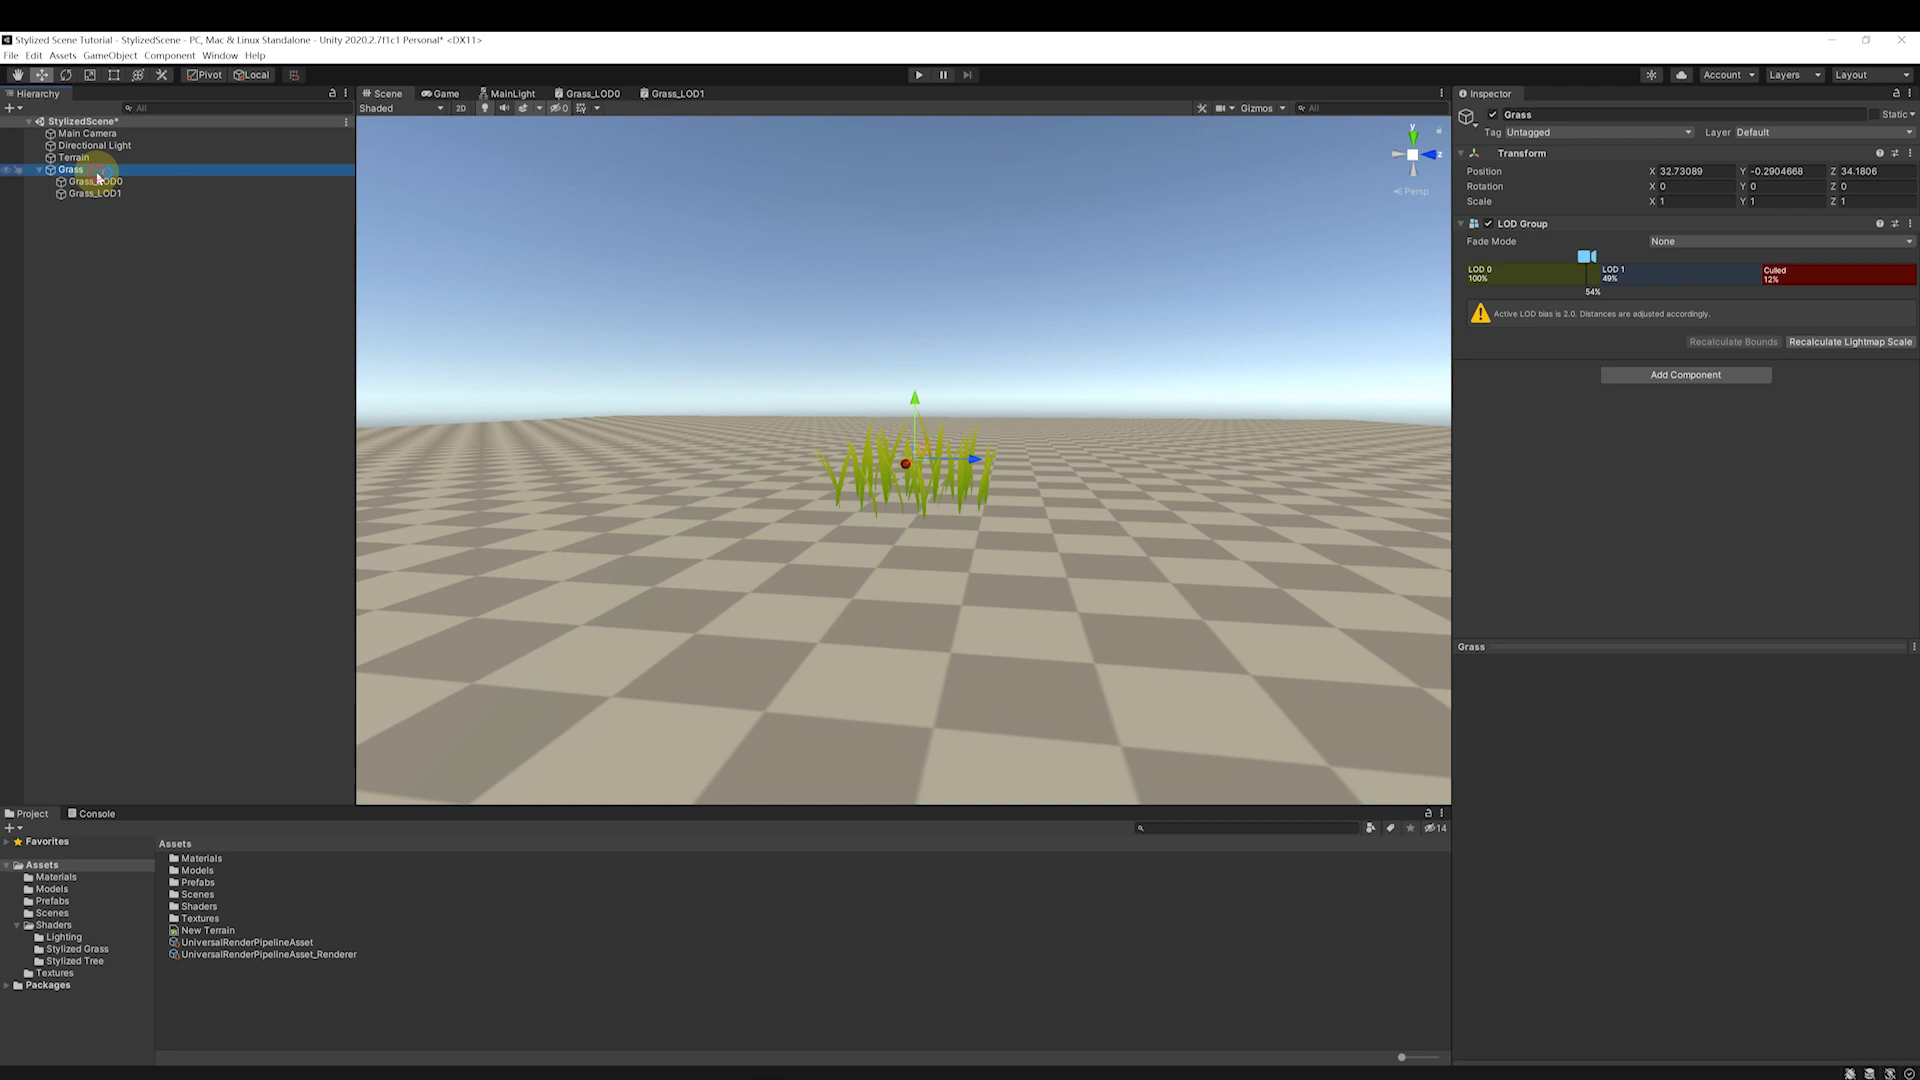 Stylized Scene Tutorial - StylizedScene - PC, Mac & Linux Standalone - Unity 2020.2.7f1c1 Personal* <DX11>
File Edit Assets GameObject Component Window Help
Pivot Local Account Layers Layout
Hierarchy
All
StylizedScene*
Main Camera
Directional Light
Terrain
Grass
Grass_LOD0
Grass_LOD1
Scene Game MainLight Grass_LOD0 Grass_LOD1
Shaded 2D 0 Gizmos All
y
z
Persp
Inspector
Grass Static
Tag Untagged Layer Default
Transform
Position X 32.73089 Y -0.2904668 Z 34.1806
Rotation X 0 Y 0 Z 0
Scale X 1 Y 1 Z 1
LOD Group
Fade Mode None
LOD 0 LOD 1 Culled
100% 49% 12%
54%
Active LOD bias is 2.0. Distances are adjusted accordingly.
Recalculate Bounds Recalculate Lightmap Scale
Add Component
Grass
Project Console
14
Favorites
Assets
Materials
Models
Prefabs
Scenes
Shaders
Lighting
Stylized Grass
Stylized Tree
Textures
Packages
Assets
Materials
Models
Prefabs
Scenes
Shaders
Textures
New Terrain
UniversalRenderPipelineAsset
UniversalRenderPipelineAsset_Renderer